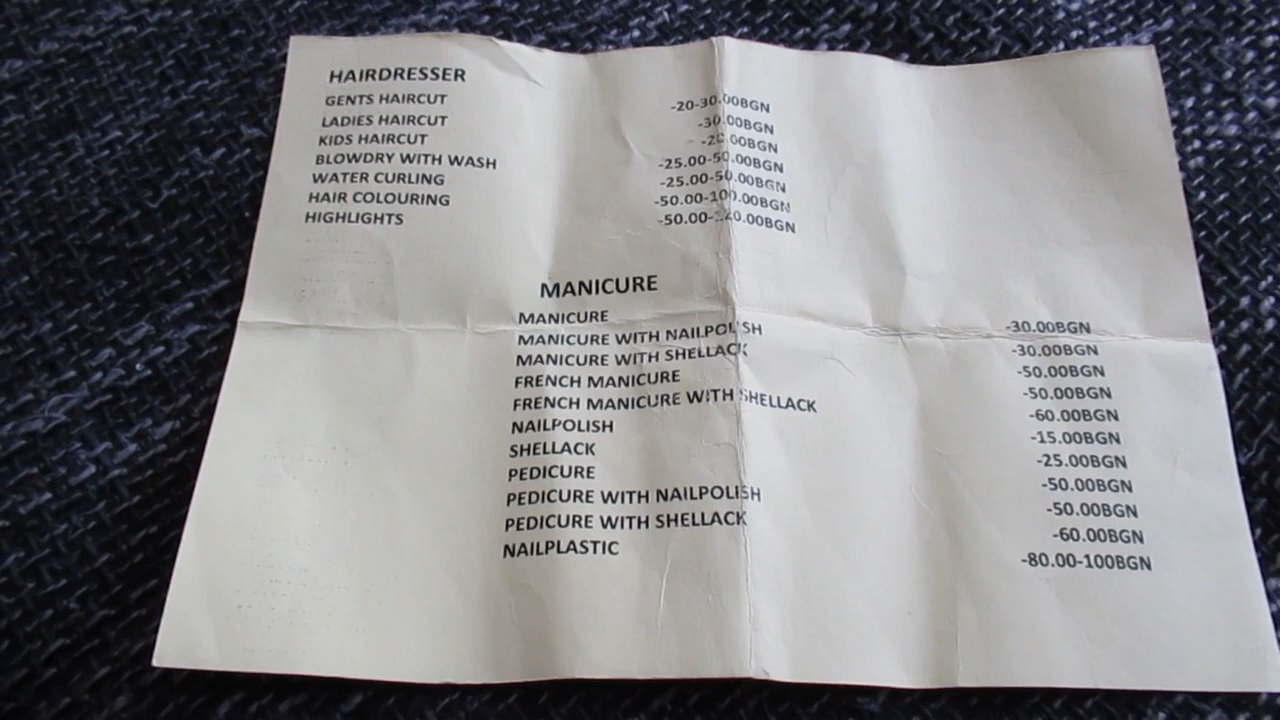 HAIRDRESSER
GENTS HAIRCUT -20-30.00BGN
LADIES HAIRCUT -30.00BGN
KIDS HAIRCUT -20.00BGN
BLOWDRY WITH WASH -25.00-50.00BGN
WATER CURLING -25.00-50.00BGN
HAIR COLOURING -50.00-100.00BGN
HIGHLIGHTS
MANICURE
MANICURE -30.00BGN
MANICURE WITH NAILPOLISH -30.00BGN
MANICURE WITH SHELLACK -50.00BGN
FRENCH MANICURE -50.00BGN
FRENCH MANICURE WITH SHELLACK -60.00BGN
NAILPOLISH -15.00BGN
SHELLACK -25.00BGN
PEDICURE -50.00BGN
PEDICURE WITH NAILPOLISH -50.00BGN
PEDICURE WITH SHELLACK -60.00BGN
NAILPLASTIC -80.00-100BGN